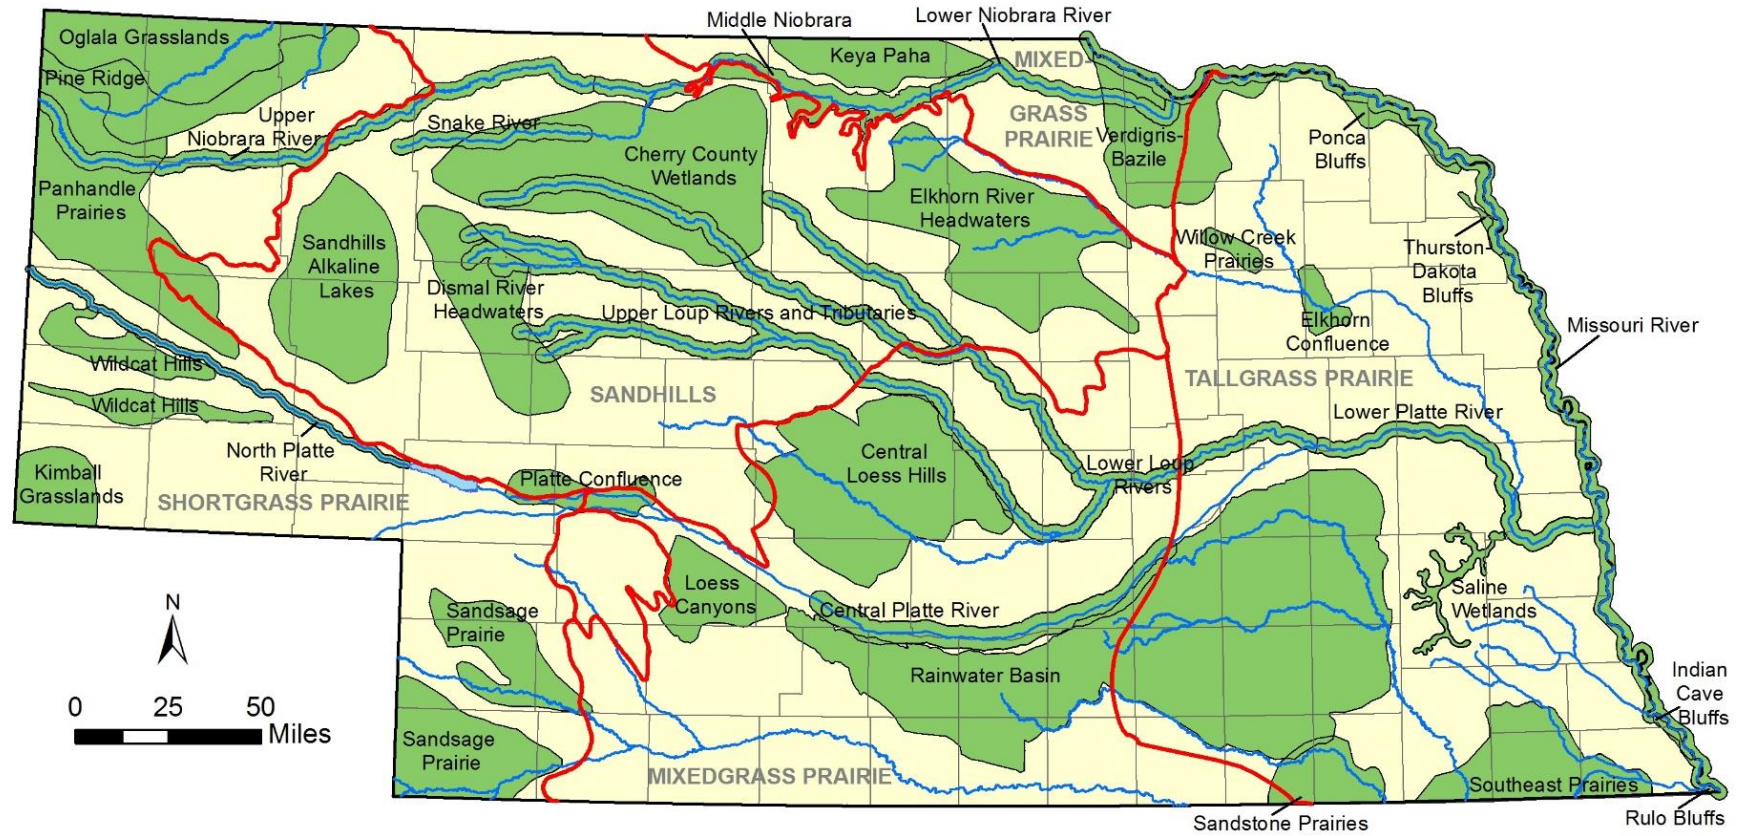 Middle Niobrara
Lower Niobrara River
Oglala Grasslands
Keya Paha
MIXED-
GRASS
PRAIRIE
Pine Ridge
Upper
Niobrara River
Snake River
Verdigris-
Bazile
Ponca
Bluffs
Cherry County
Wetlands
Panhandle
Prairies
Elkhorn River
Headwaters
Sandhills
Alkaline
Lakes
Willow Creek
Prairies
Thurston-
Dakota
Bluffs
Dismal River
Headwaters
Upper Loup Rivers and Tributaries
Elkhorn
Confluence
Missouri River
Wildcat Hills
Wildcat Hills
SANDHILLS
TALLGRASS PRAIRIE
Lower Platte River
North Platte
River
Central
Loess Hills
Lower Loup
Rivers
Kimball
Grasslands
SHORTGRASS PRAIRIE
Platte Confluence
Loess
Canyons
Saline
Wetlands
Sandsage
Prairie
Central Platte River
N
Rainwater Basin
Indian
Cave
Bluffs
0 25 50
Miles
Sandsage
Prairie
MIXEDGRASS PRAIRIE
Southeast Prairies
Sandstone Prairies
Rulo Bluffs